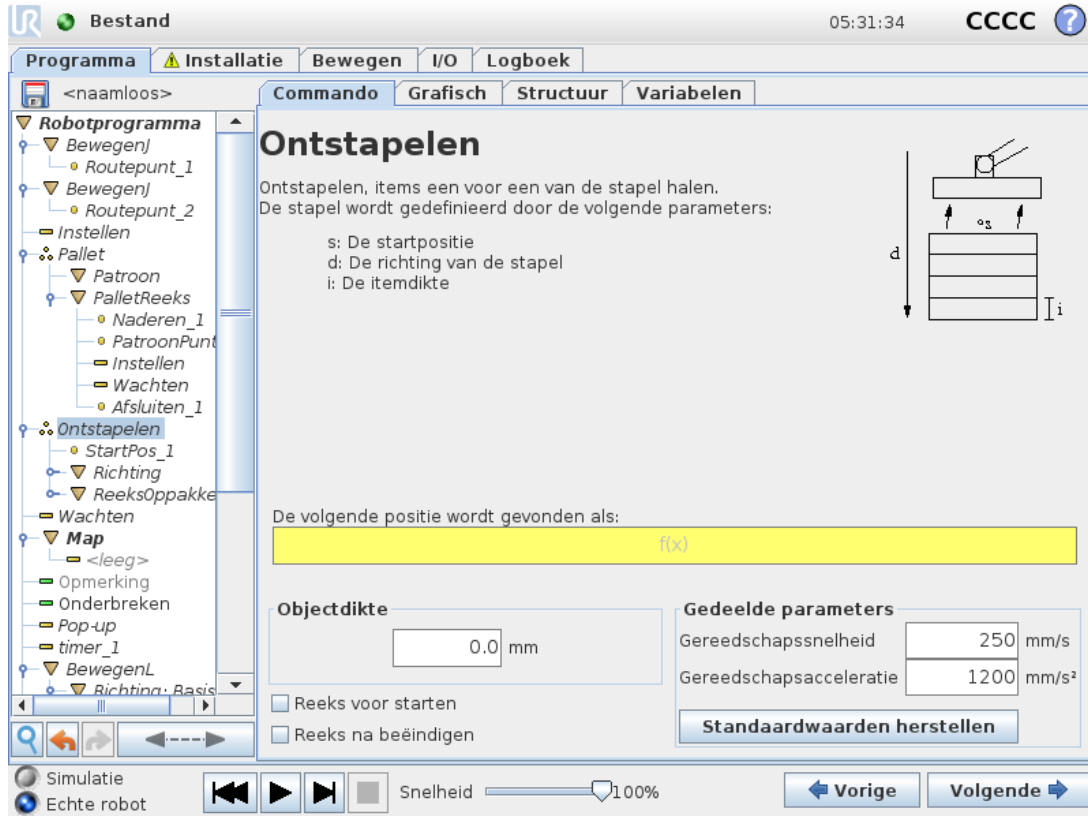 UR Bestand 05:31:34 CCCC ?
Programma Installatie Bewegen I/O Logboek
<naamloos>
Commando Grafisch Structuur Variabelen
Robotprogramma
BewegenJ
Routepunt_1
BewegenJ
Routepunt_2
Instellen
Pallet
Patroon
PalletReeks
Naderen_1
PatroonPunt
Instellen
Wachten
Afsluiten_1
Ontstapelen
StartPos_1
Richting
ReeksOppakke
Wachten
Map
<leeg>
Opmerking
Onderbreken
Pop-up
timer_1
BewegenL
Richting: Basis
Ontstapelen
Ontstapelen, items een voor een van de stapel halen.
De stapel wordt gedefinieerd door de volgende parameters:
s: De startpositie
d: De richting van de stapel
i: De itemdikte
s
d
i
De volgende positie wordt gevonden als:
f(x)
Objectdikte
0.0 mm
Reeks voor starten
Reeks na beëindigen
Gedeelde parameters
Gereedschapssnelheid 250 mm/s
Gereedschapsacceleratie 1200 mm/s²
Standaardwaarden herstellen
Simulatie
Echte robot
Snelheid 100%
Vorige Volgende